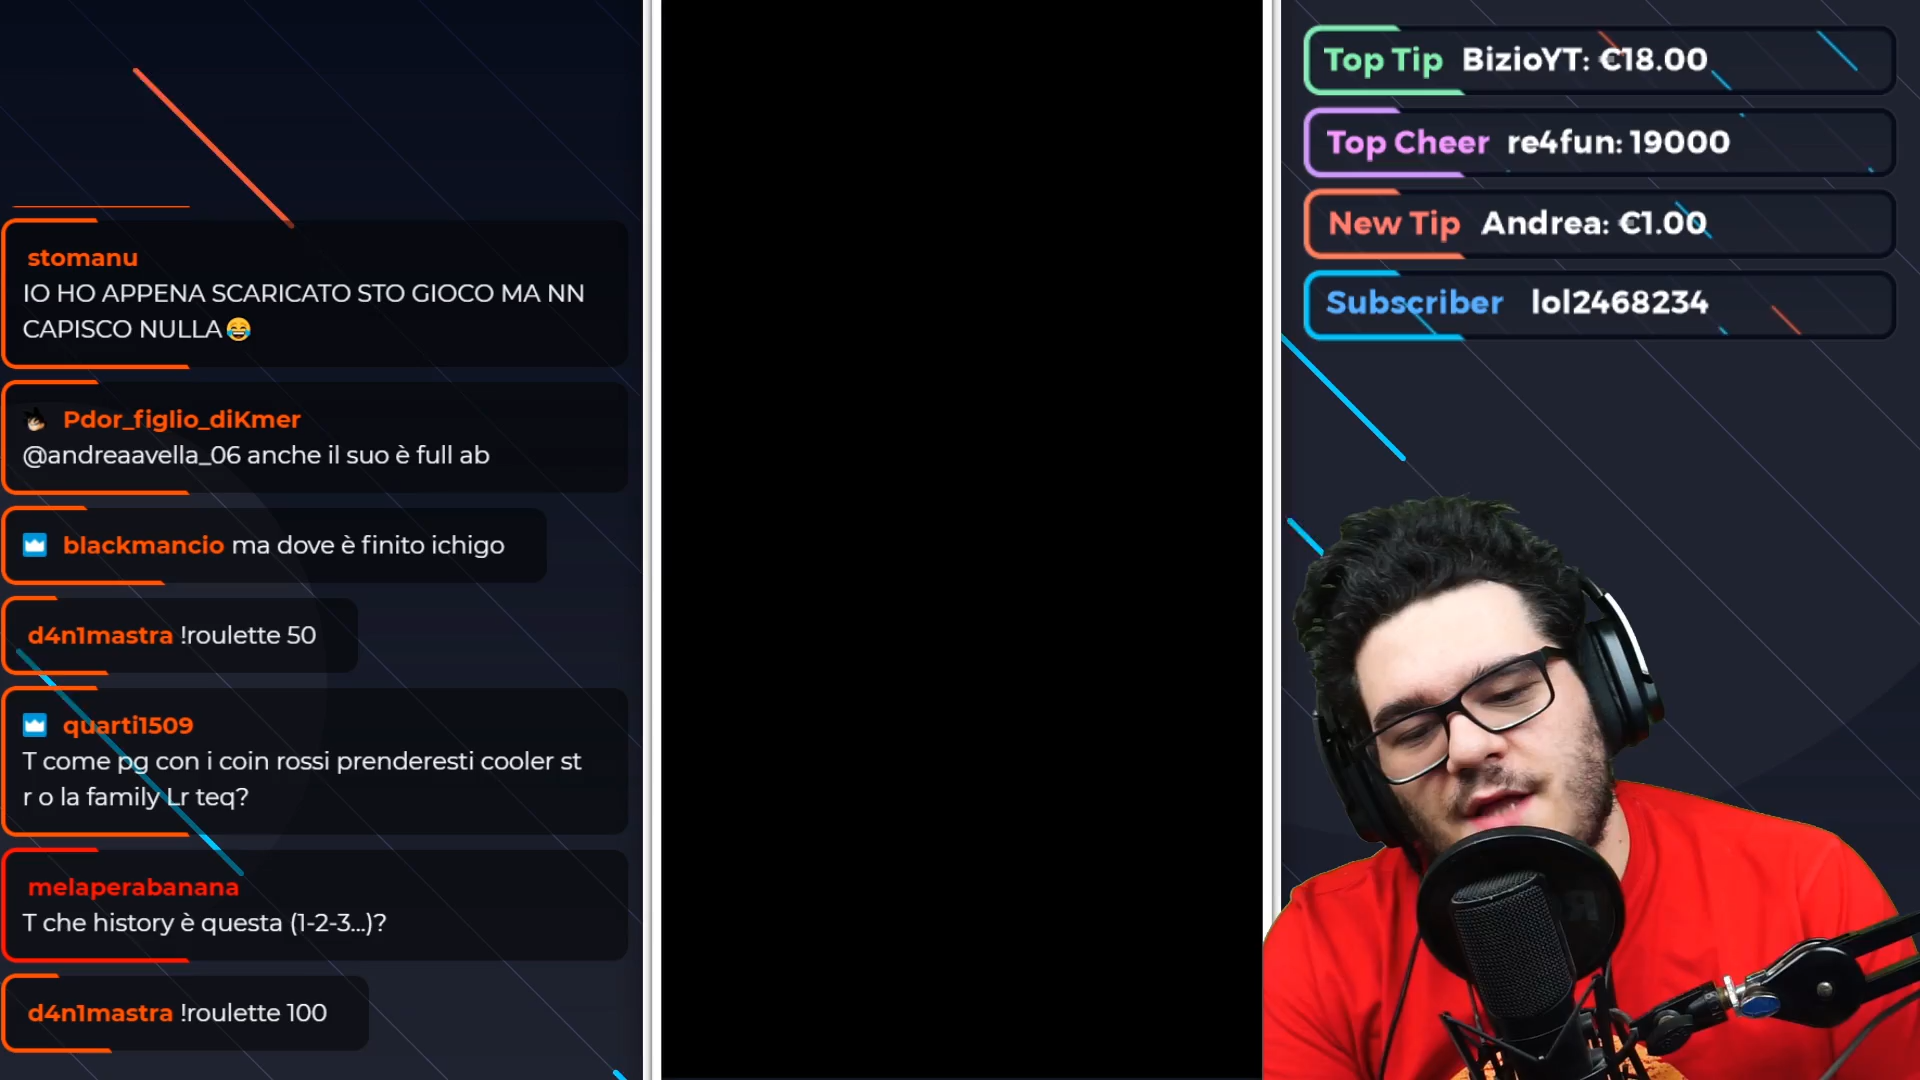 stomanu
IO HO APPENA SCARICATO STO GIOCO MA NN
CAPISCO NULLA😂
Pdor_figlio_diKmer
@andreaavella_06 anche il suo è full ab
blackmancio ma dove è finito ichigo
d4n1mastra !roulette 50
quarti1509
T come pg con i coin rossi prenderesti cooler st
r o la family Lr teq?
melaperabanana
T che history è questa (1-2-3...)?
d4n1mastra !roulette 100
Top Tip BizioYT: €18.00
Top Cheer re4fun: 19000
New Tip Andrea: €1.00
Subscriber lol2468234